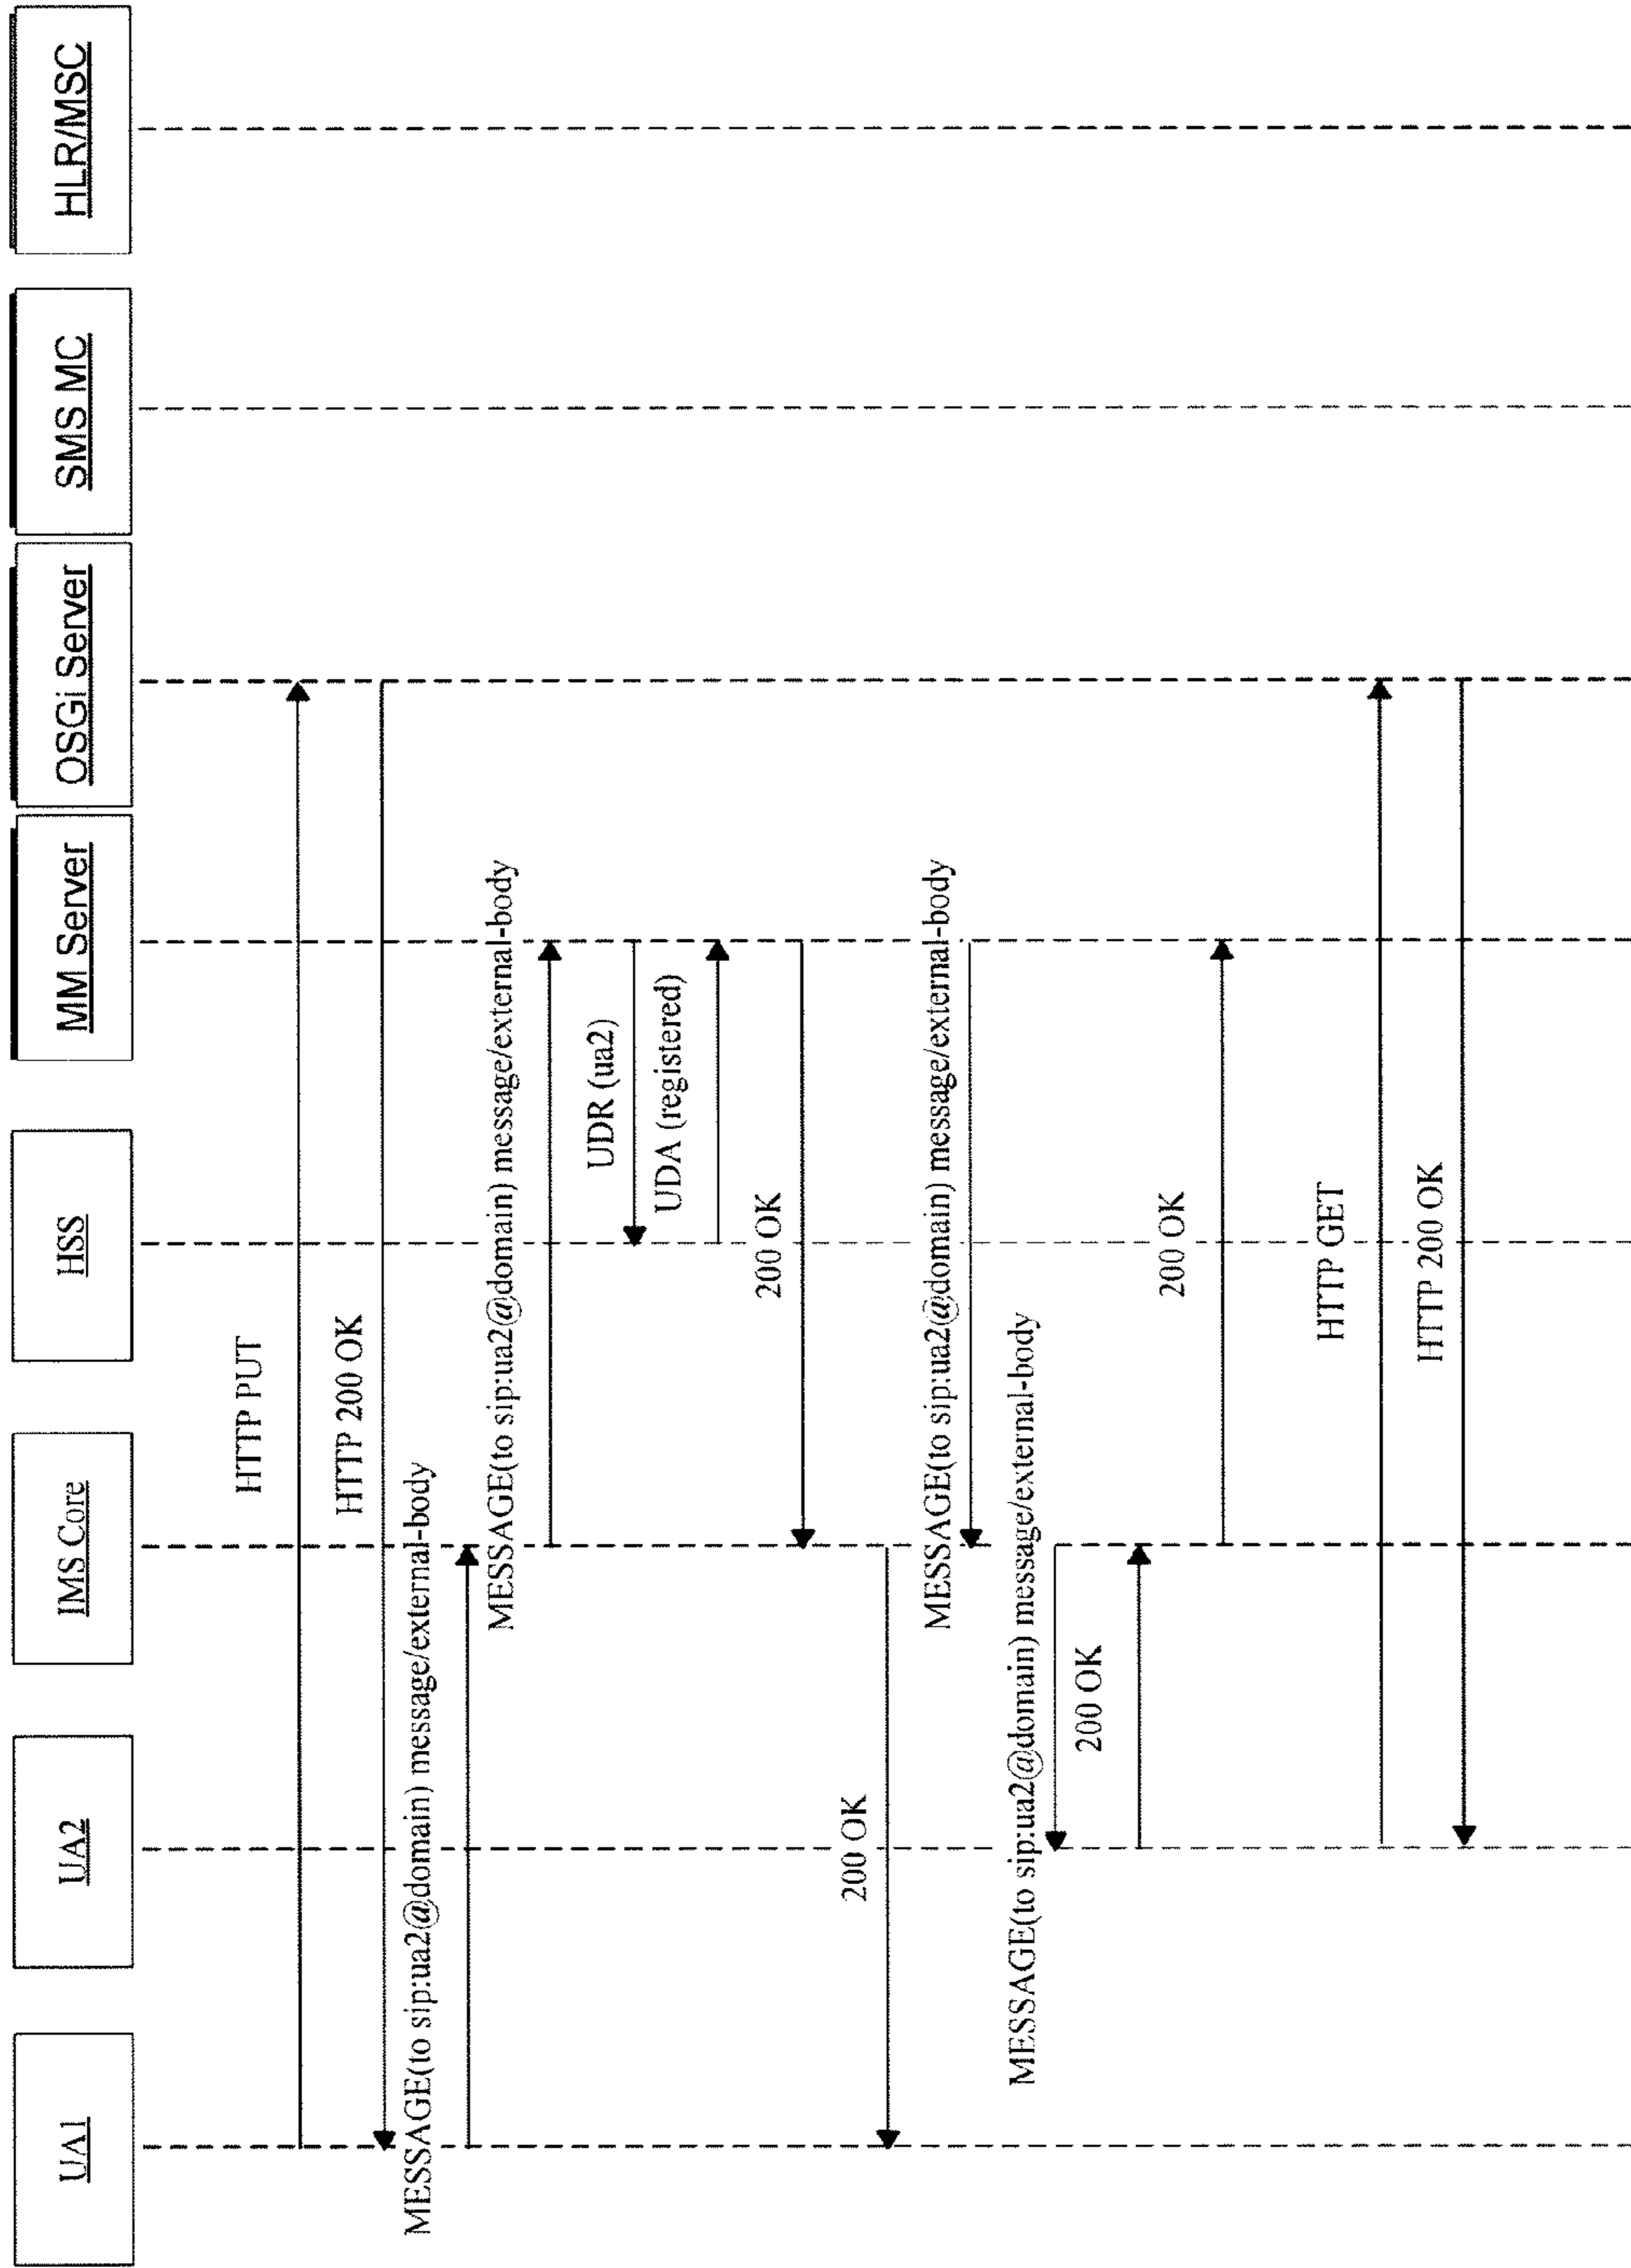 UA1
UA2
IMS Core
HSS
MM Server
OSGi Server
SMS MC
HLR/MSC
HTTP PUT
HTTP 200 OK
MESSAGE(to sip:ua2@domain) message/external-body
MESSAGE(to sip:ua2@domain) message/external-body
UDR (ua2)
UDA (registered)
200 OK
200 OK
MESSAGE(to sip:ua2@domain) message/external-body
MESSAGE(to sip:ua2@domain) message/external-body
200 OK
200 OK
HTTP GET
HTTP 200 OK